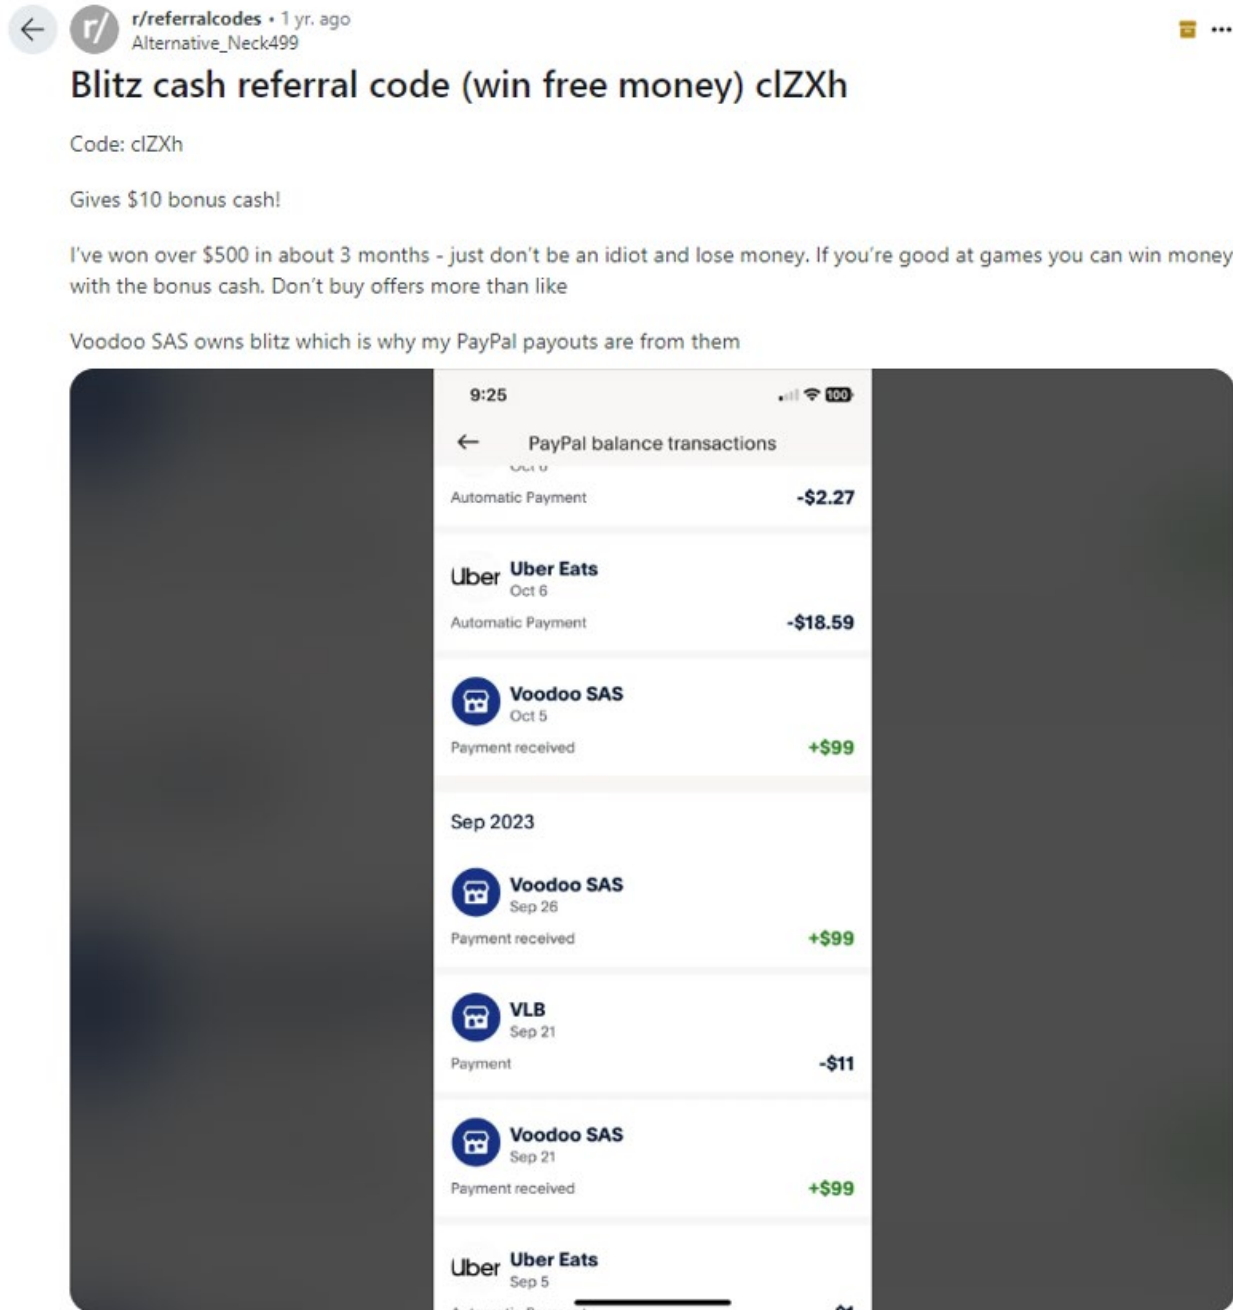 r/referralcodes • 1 yr. ago
Alternative_Neck499
Blitz cash referral code (win free money) clZXh
Code: clZXh
Gives $10 bonus cash!
I've won over $500 in about 3 months - just don't be an idiot and lose money. If you're good at games you can win money
with the bonus cash. Don't buy offers more than like
Voodoo SAS owns blitz which is why my PayPal payouts are from them
9:25
100
PayPal balance transactions
Automatic Payment -$2.27
Uber Uber Eats
Oct 6
Automatic Payment -$18.59
Voodoo SAS
Oct 5
Payment received +$99
Sep 2023
Voodoo SAS
Sep 26
Payment received +$99
VLB
Sep 21
Payment -$11
Voodoo SAS
Sep 21
Payment received +$99
Uber Uber Eats
Sep 5